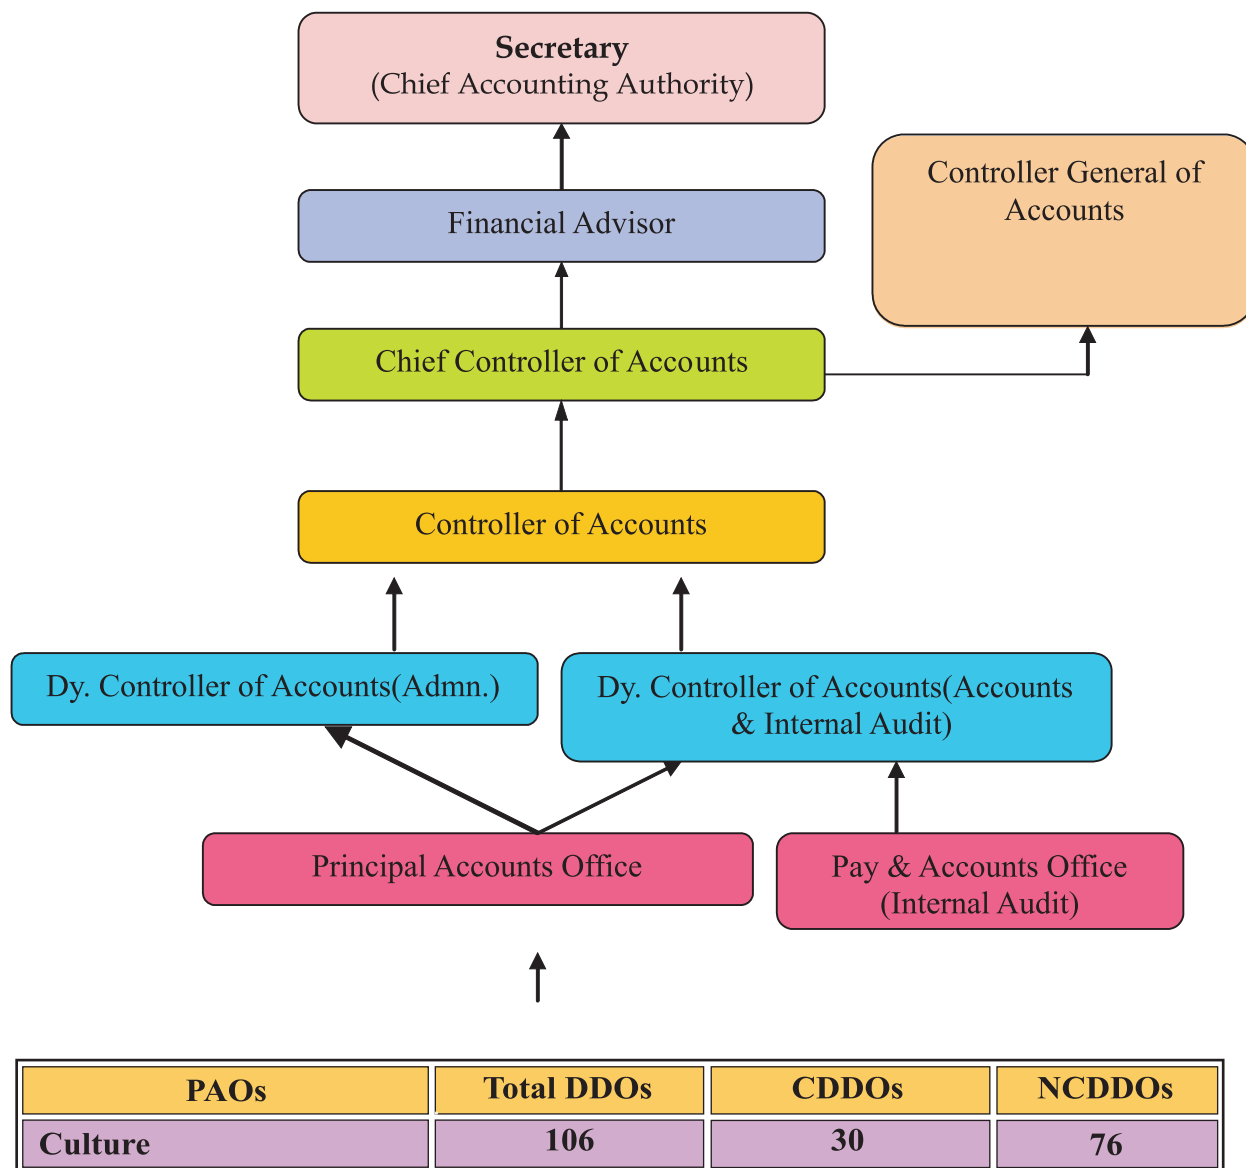 Secretary
(Chief Accounting Authority)
Controller General of
Accounts
Financial Advisor
Chief Controller of Accounts
Controller of Accounts
Dy. Controller of Accounts(Admn.)
Dy. Controller of Accounts(Accounts
& Internal Audit)
Principal Accounts Office
Pay & Accounts Office
(Internal Audit)
PAOs Total DDOs CDDOs NCDDOs
Culture 106 30 76